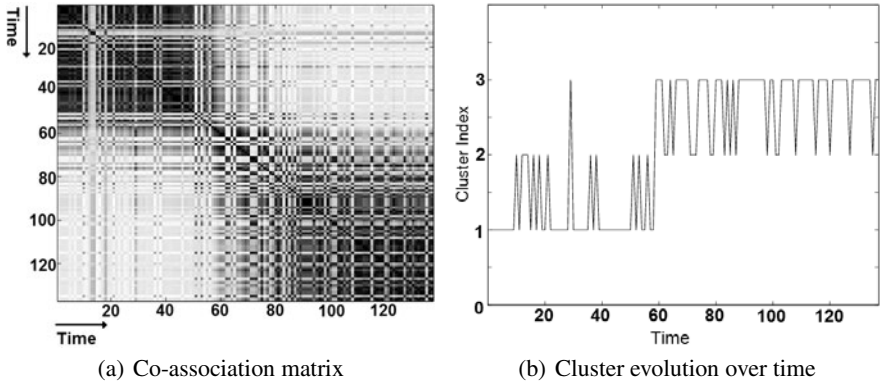 Time
20
40
60
80
100
120
20 40 60 80 100 120
Time
(a) Co-association matrix
Cluster Index
4
3
2
1
0
20 40 60 80 100 120
Time
(b) Cluster evolution over time